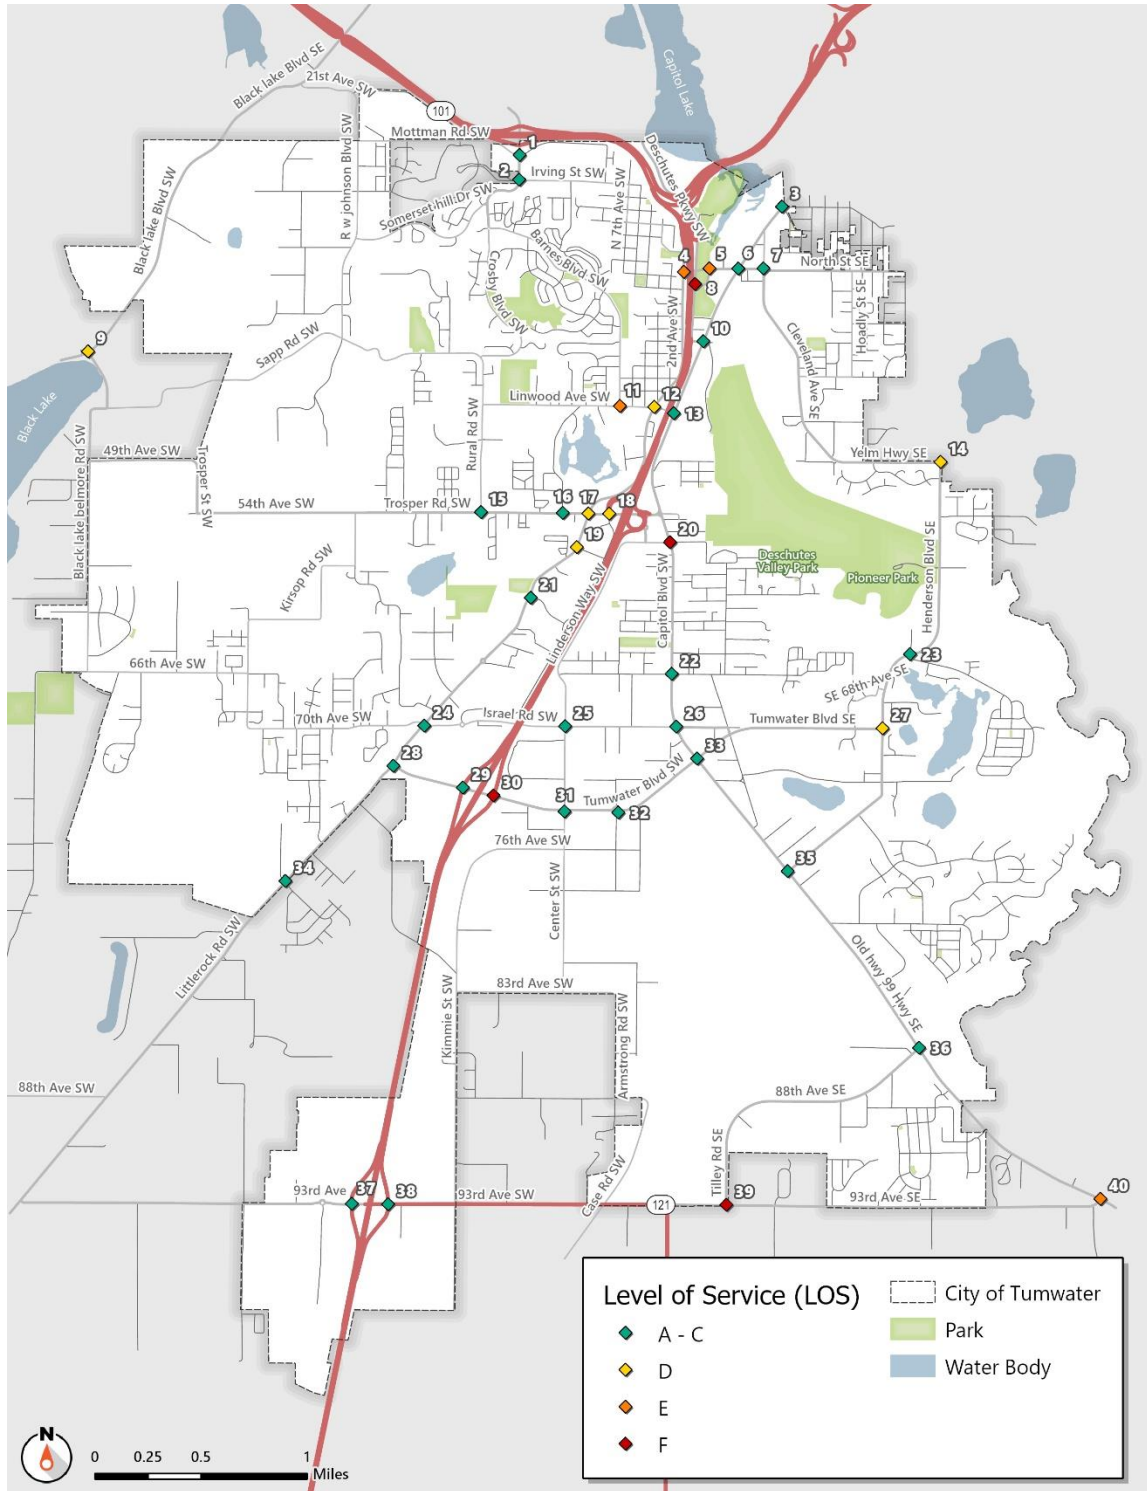 Black lake Blvd SE
21st Ave SW
101
Mottman Rd SW
Capitol Lake
1
2
Irving St SW
Deschutes Pkwy SW
R w johnson Blvd SW
Somerset hill Dr SW
N 7th Ave SW
3
Black lake Blvd SW
Barnes Blvd SW
Crosby Blvd SW
4
5
6
7
North St SE
8
Hoadly St SE
2nd Ave SW
Cleveland Ave SE
9
Sapp Rd SW
10
Black Lake
Linwood Ave SW
11
12
13
Rural Rd SW
Yelm Hwy SE
14
49th Ave SW
Trosper St SW
Black lake belmore Rd SW
54th Ave SW
Trosper Rd SW
15
16
17
18
19
20
Deschutes
Valley Park
Pioneer Park
Henderson Blvd SE
Kirsop Rd SW
Linderson Way SW
Capitol Blvd SW
21
22
23
66th Ave SW
SE 68th Ave SE
70th Ave SW
24
Israel Rd SW
25
26
Tumwater Blvd SE
27
28
29
30
33
Tumwater Blvd SW
31
32
76th Ave SW
34
35
Center St SW
Littlerock Rd SW
Old hwy 99 Hwy SE
83rd Ave SW
Kimmie St SW
Armstrong Rd SW
36
88th Ave SW
88th Ave SE
Tilley Rd SE
Case Rd SW
93rd Ave
37
38
93rd Ave SW
121
39
93rd Ave SE
40
Level of Service (LOS)
A - C
D
E
F
City of Tumwater
Park
Water Body
N
0 0.25 0.5 1
Miles